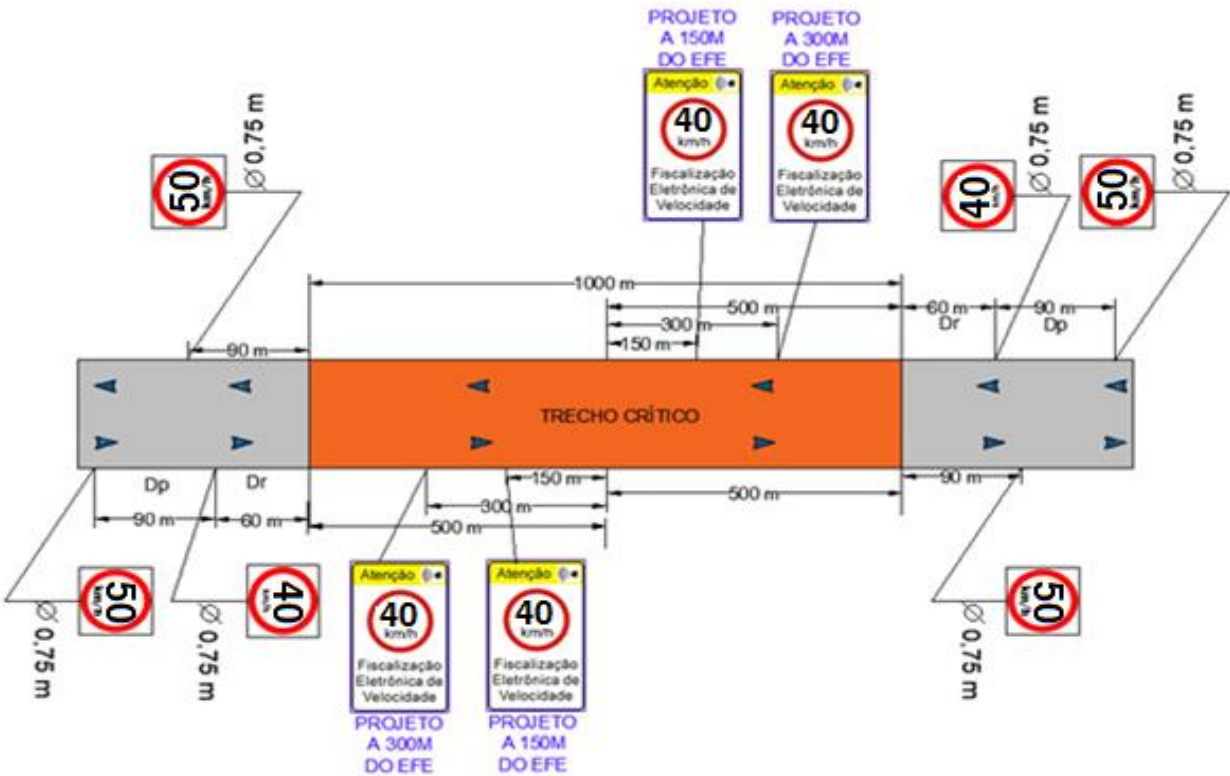 PROJETO
A 150M
DO EFE
PROJETO
A 300M
DO EFE
Atenção
40
km/h
Fiscalização
Eletrônica de
Velocidade
Atenção
40
km/h
Fiscalização
Eletrônica de
Velocidade
50
km/h
Ø 0,75 m
40
km/h
Ø 0,75 m
50
km/h
Ø 0,75 m
1000 m
500 m
60 m
90 m
Dr
Dp
300 m
150 m
90 m
TRECHO CRÍTICO
Dp
Dr
90 m
60 m
150 m
300 m
500 m
500 m
90 m
50
km/h
Ø 0,75 m
40
km/h
Ø 0,75 m
Atenção
40
km/h
Fiscalização
Eletrônica de
Velocidade
PROJETO
A 300M
DO EFE
Atenção
40
km/h
Fiscalização
Eletrônica de
Velocidade
PROJETO
A 150M
DO EFE
Ø 0,75 m
50
km/h